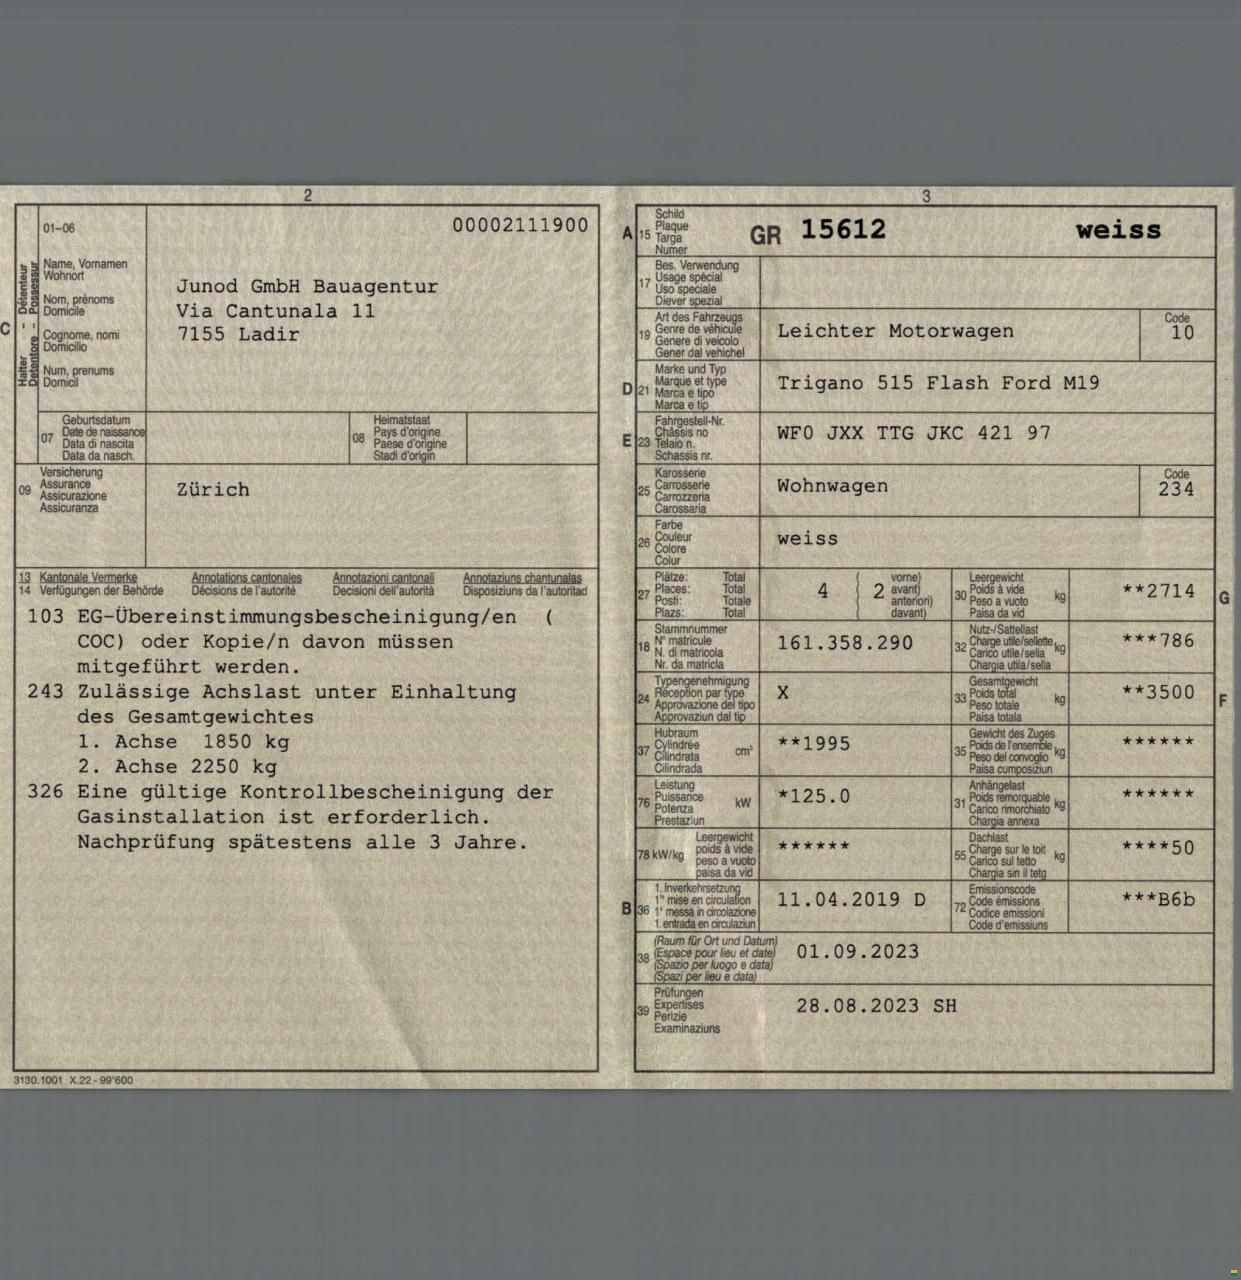 2
01–06
00002111900
Halter – Détenteur
Detentore – Possessur
C
Name, Vornamen
Wohnort
Nom, prénoms
Domicile
Cognome, nomi
Domicilio
Num, prenums
Domicil
Junod GmbH Bauagentur
Via Cantunala 11
7155 Ladir
07
Geburtsdatum
Date de naissance
Data di nascita
Data da nasch.
08
Heimatstaat
Pays d'origine
Paese d'origine
Stadi d'origin
09
Versicherung
Assurance
Assicurazione
Assicuranza
Zürich
13 Kantonale Vermerke Annotations cantonales Annotazioni cantonali Annotaziuns chantunalas
14 Verfügungen der Behörde Décisions de l'autorité Decisioni dell'autorità Disposiziuns da l'autoritad
103 EG-Übereinstimmungsbescheinigung/en (
COC) oder Kopie/n davon müssen
mitgeführt werden.
243 Zulässige Achslast unter Einhaltung
des Gesamtgewichtes
1. Achse 1850 kg
2. Achse 2250 kg
326 Eine gültige Kontrollbescheinigung der
Gasinstallation ist erforderlich.
Nachprüfung spätestens alle 3 Jahre.
3130.1001 X.22 - 99'600
3
A 15
Schild
Plaque
Targa
Numer
GR 15612 weiss
17
Bes. Verwendung
Usage spécial
Uso speciale
Diever spezial
19
Art des Fahrzeugs
Genre de véhicule
Genere di veicolo
Gener dal vehichel
Leichter Motorwagen
Code
10
D 21
Marke und Typ
Marque et type
Marca e tipo
Marca e tip
Trigano 515 Flash Ford M19
E 23
Fahrgestell-Nr.
Châssis no
Telaio n.
Schassis nr.
WF0 JXX TTG JKC 421 97
25
Karosserie
Carrosserie
Carrozzeria
Carossaria
Wohnwagen
Code
234
26
Farbe
Couleur
Colore
Colur
weiss
27
Plätze: Total
Places: Total
Posti: Totale
Plazs: Total
4 2
vorne)
avant)
anteriori)
davant)
30
Leergewicht
Poids à vide
Peso a vuoto
Paisa da vid
kg
**2714
G
18
Stammnummer
N° matricule
N. di matricola
Nr. da matricla
161.358.290
32
Nutz-/Sattellast
Charge utile/sellette
Carico utile/sella
Chargia utila/sella
kg
***786
24
Typengenehmigung
Réception par type
Approvazione del tipo
Approvaziun dal tip
X
33
Gesamtgewicht
Poids total
Peso totale
Paisa totala
kg
**3500
F
37
Hubraum
Cylindrée
Cilindrata
Cilindrada
cm³
**1995
35
Gewicht des Zuges
Poids de l'ensemble
Peso del convoglio
Paisa cumposiziun
kg
******
76
Leistung
Puissance
Potenza
Prestaziun
kW
*125.0
31
Anhängelast
Poids remorquable
Carico rimorchiato
Chargia annexa
kg
******
78 kW/kg
Leergewicht
poids à vide
peso a vuoto
paisa da vid
******
55
Dachlast
Charge sur le toit
Carico sul tetto
Chargia sin il tetg
kg
****50
B 36
1. Inverkehrsetzung
1re mise en circulation
1a messa in circolazione
1. entrada en circulaziun
11.04.2019 D
72
Emissionscode
Code émissions
Codice emissioni
Code d'emissiuns
***B6b
38
(Raum für Ort und Datum)
(Espace pour lieu et date)
(Spazio per luogo e data)
(Spazi per lieu e data)
01.09.2023
39
Prüfungen
Expertises
Perizie
Examinaziuns
28.08.2023 SH